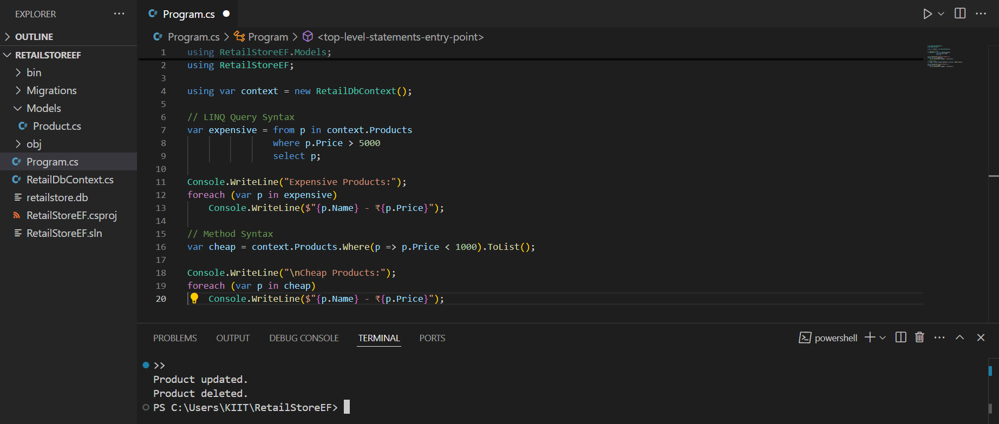 EXPLORER
OUTLINE
RETAILSTOREEF
bin
Migrations
Models
C# Product.cs
obj
C# Program.cs
C# RetailDbContext.cs
retailstore.db
RetailStoreEF.csproj
RetailStoreEF.sln
C# Program.cs
C# Program.cs > Program > <top-level-statements-entry-point>
1 using RetailStoreEF.Models;
2 using RetailStoreEF;
3
4 using var context = new RetailDbContext();
5
6 // LINQ Query Syntax
7 var expensive = from p in context.Products
8 where p.Price > 5000
9 select p;
10
11 Console.WriteLine("Expensive Products:");
12 foreach (var p in expensive)
13 Console.WriteLine($"{p.Name} - ₹{p.Price}");
14
15 // Method Syntax
16 var cheap = context.Products.Where(p => p.Price < 1000).ToList();
17
18 Console.WriteLine("\nCheap Products:");
19 foreach (var p in cheap)
20 Console.WriteLine($"{p.Name} - ₹{p.Price}");
PROBLEMS OUTPUT DEBUG CONSOLE TERMINAL PORTS
powershell
>>
Product updated.
Product deleted.
PS C:\Users\KIIT\RetailStoreEF>